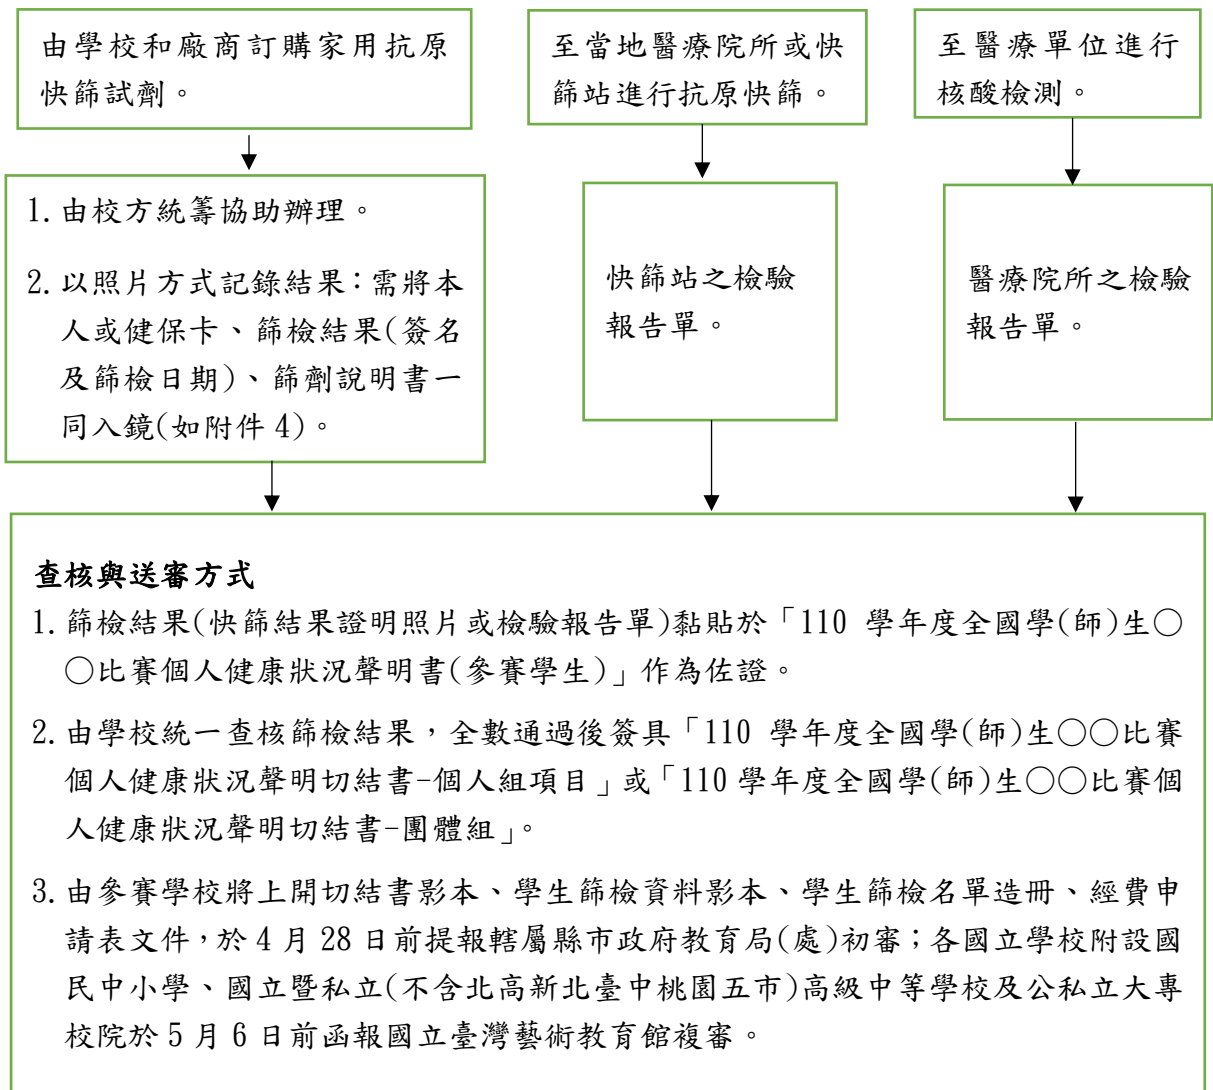 由學校和廠商訂購家用抗原
快篩試劑。
至當地醫療院所或快
篩站進行抗原快篩。
至醫療單位進行
核酸檢測。
1. 由校方統籌協助辦理。
2. 以照片方式記錄結果：需將本
人或健保卡、篩檢結果(簽名
及篩檢日期)、篩劑說明書一
同入鏡(如附件 4)。
快篩站之檢驗
報告單。
醫療院所之檢驗
報告單。
查核與送審方式
1. 篩檢結果(快篩結果證明照片或檢驗報告單)黏貼於「110 學年度全國學(師)生○
○比賽個人健康狀況聲明書(參賽學生)」作為佐證。
2. 由學校統一查核篩檢結果，全數通過後簽具「110 學年度全國學(師)生○○比賽
個人健康狀況聲明切結書-個人組項目」或「110 學年度全國學(師)生○○比賽個
人健康狀況聲明切結書-團體組」。
3. 由參賽學校將上開切結書影本、學生篩檢資料影本、學生篩檢名單造冊、經費申
請表文件，於 4 月 28 日前提報轄屬縣市政府教育局(處)初審；各國立學校附設國
民中小學、國立暨私立(不含北高新北臺中桃園五市)高級中等學校及公私立大專
校院於 5 月 6 日前函報國立臺灣藝術教育館複審。